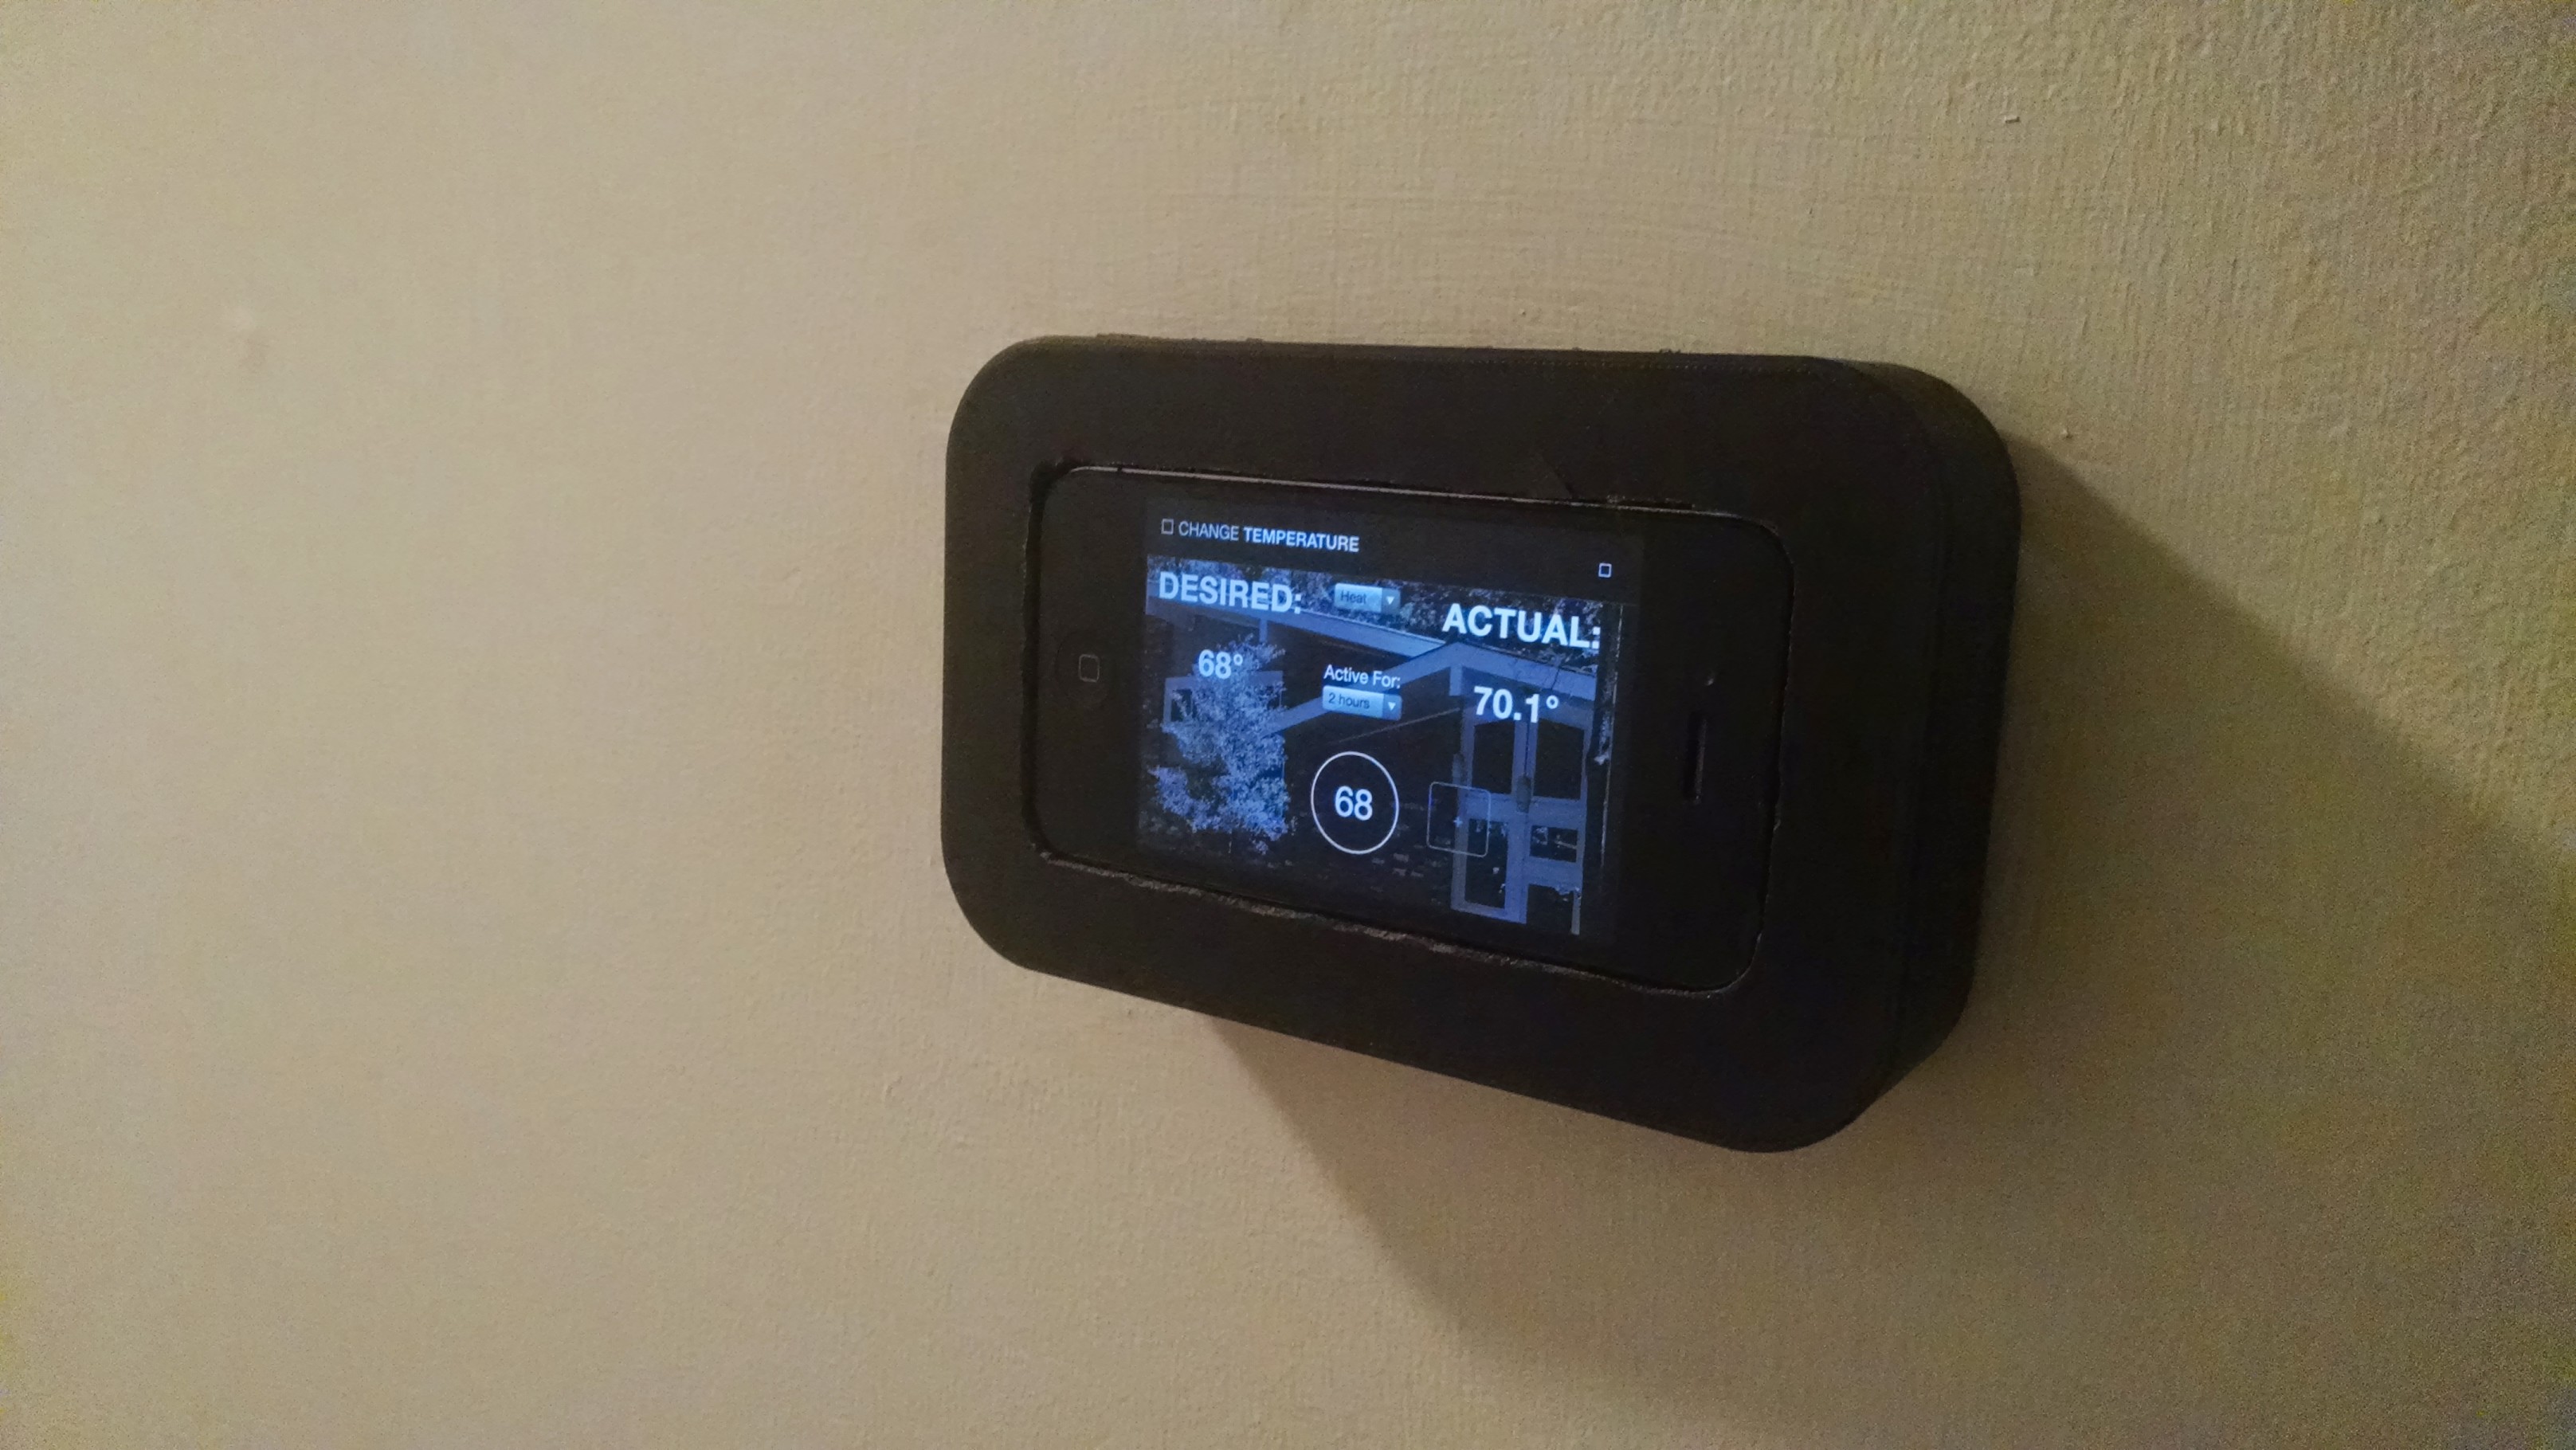 CHANGE TEMPERATURE
DESIRED:
Heat
ACTUAL:
68°
Active For:
2 hours
70.1°
68